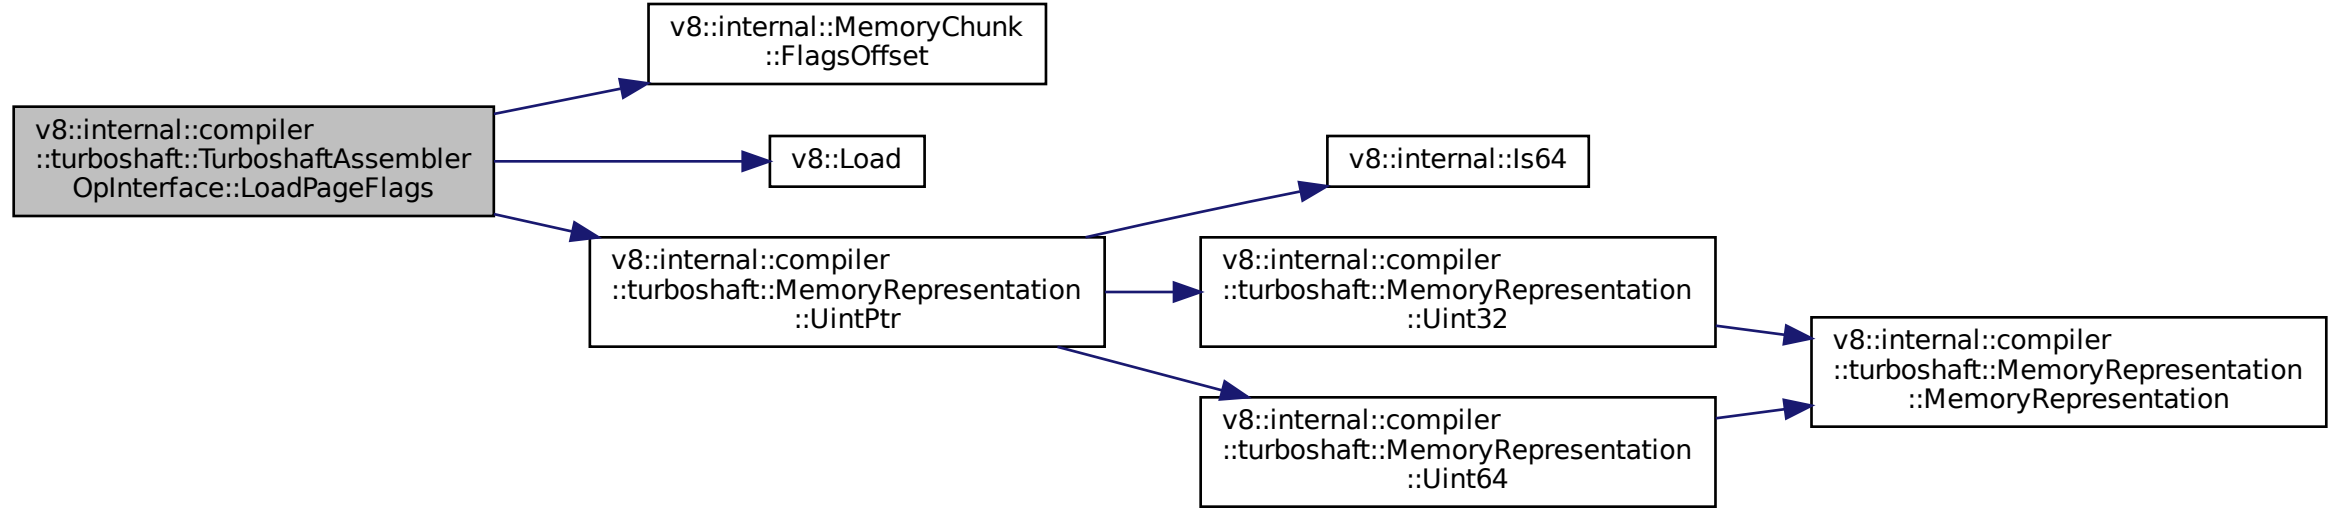 v8::internal::MemoryChunk
::FlagsOffset
v8::internal::compiler
::turboshaft::TurboshaftAssembler
OpInterface::LoadPageFlags
v8::Load
v8::internal::Is64
v8::internal::compiler
::turboshaft::MemoryRepresentation
::UintPtr
v8::internal::compiler
::turboshaft::MemoryRepresentation
::Uint32
v8::internal::compiler
::turboshaft::MemoryRepresentation
::MemoryRepresentation
v8::internal::compiler
::turboshaft::MemoryRepresentation
::Uint64